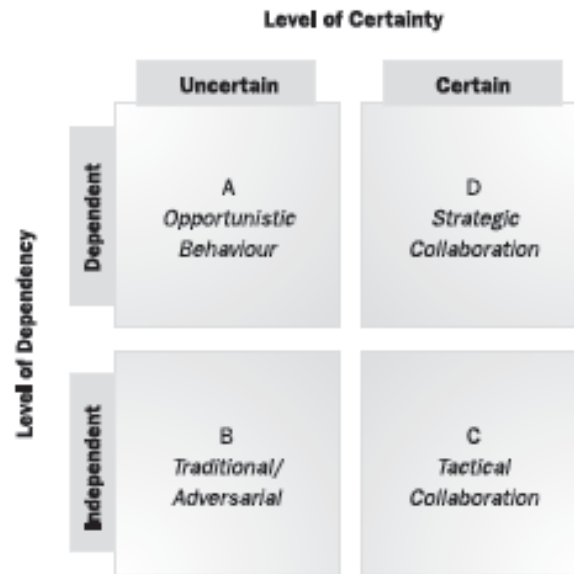 Level of Certainty
Uncertain
Certain
Level of Dependency
Dependent
A
Opportunistic
Behaviour
D
Strategic
Collaboration
Independent
B
Traditional/
Adversarial
C
Tactical
Collaboration